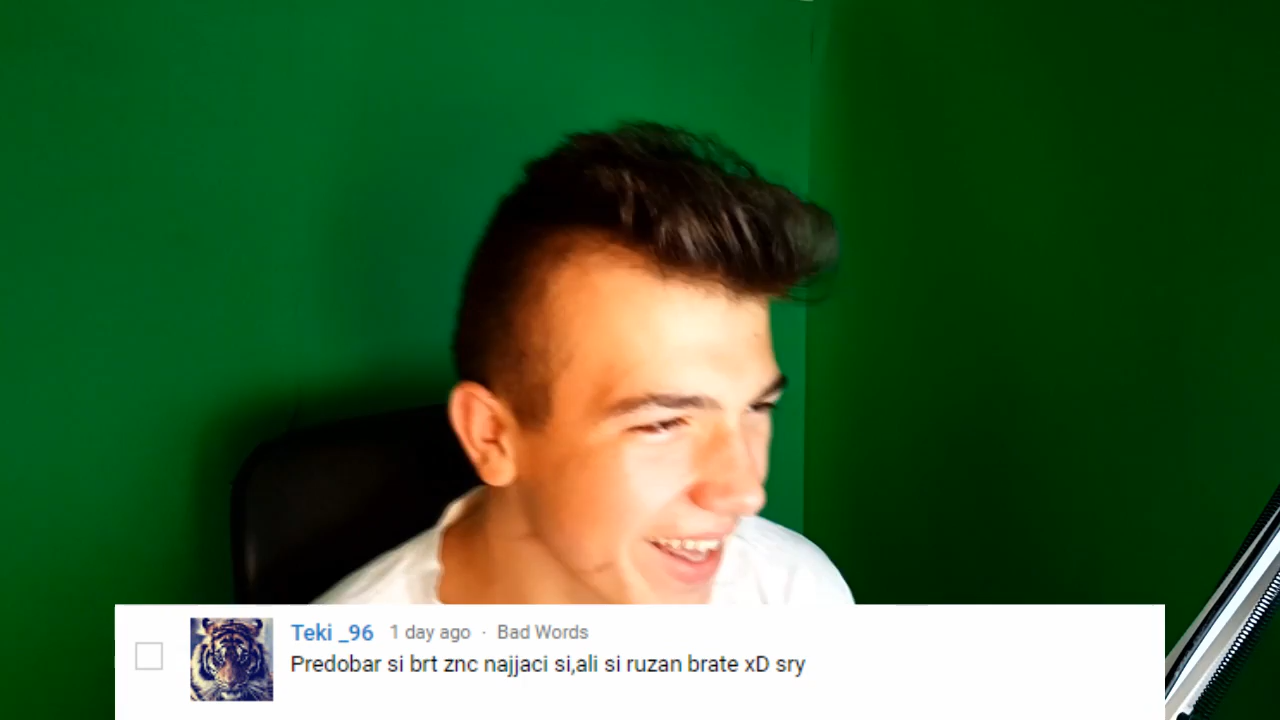 Teki _96 1 day ago · Bad Words
Predobar si brt znc najjaci si,ali si ruzan brate xD sry